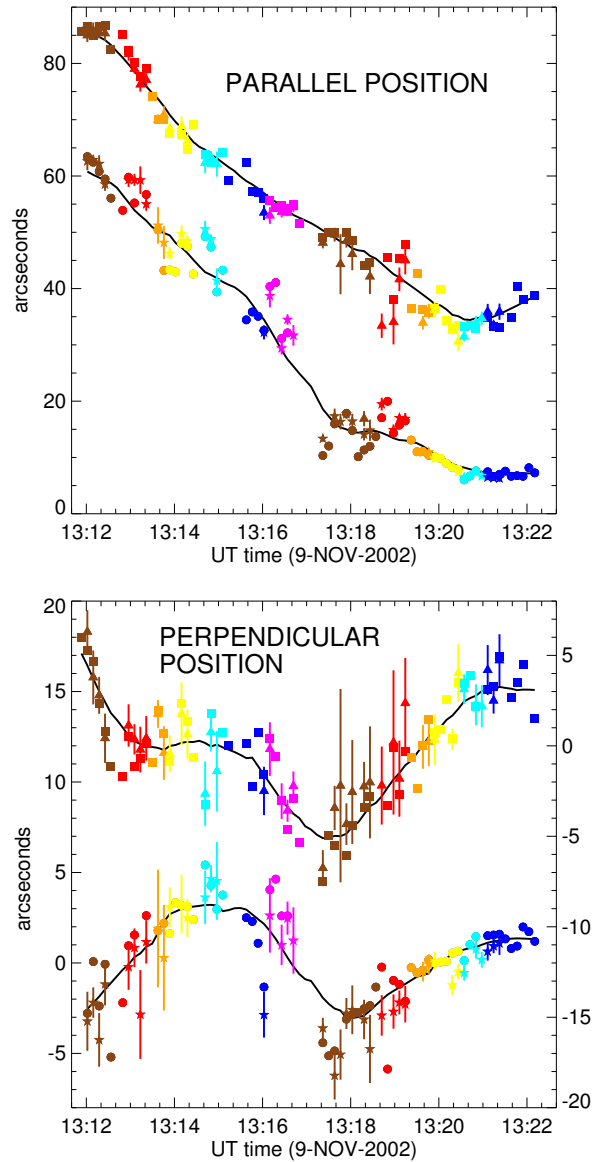 PARALLEL POSITION
80
60
40
20
0
arcseconds
13:12 13:14 13:16 13:18 13:20 13:22
UT time (9-NOV-2002)
PERPENDICULAR
POSITION
20
15
10
5
0
-5
arcseconds
5
0
-5
-10
-15
-20
13:12 13:14 13:16 13:18 13:20 13:22
UT time (9-NOV-2002)